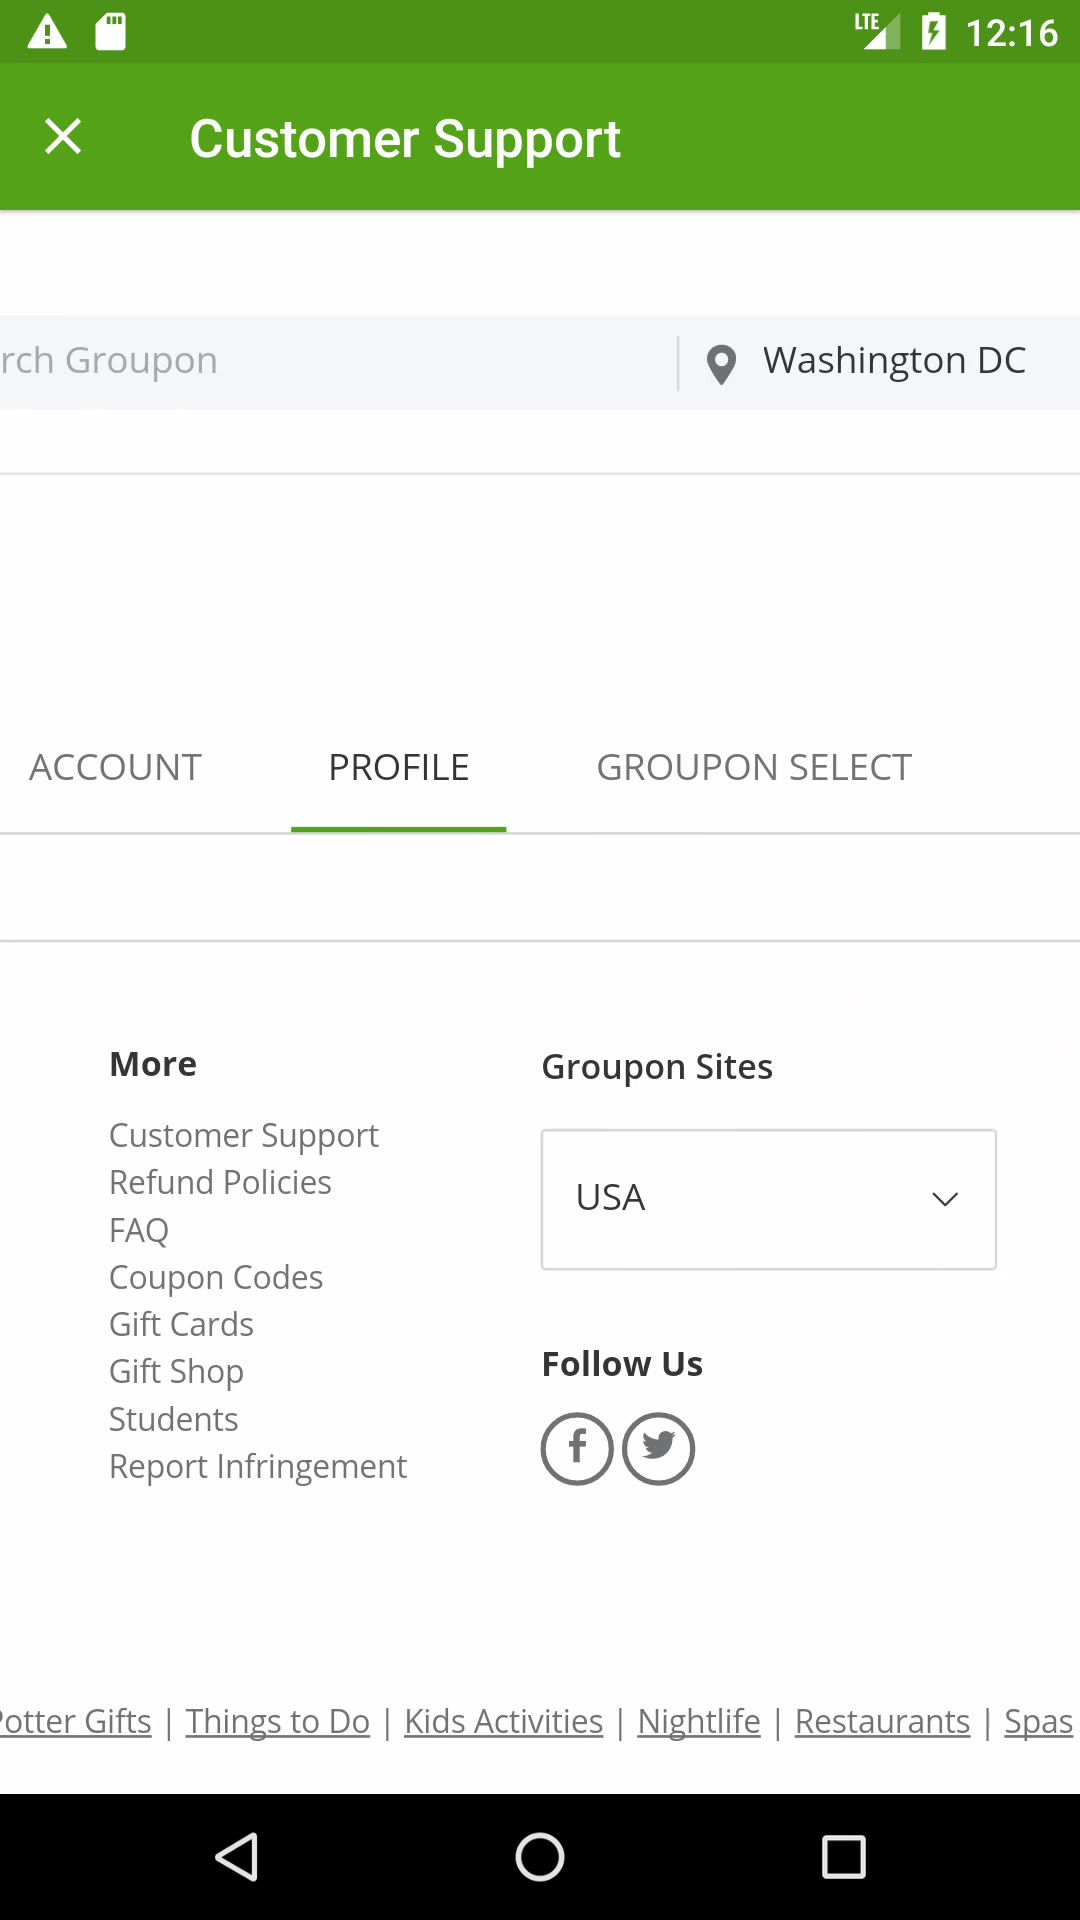 LTE 12:16
Customer Support
rch Groupon Washington DC
ACCOUNT PROFILE GROUPON SELECT
More
Customer Support
Refund Policies
FAQ
Coupon Codes
Gift Cards
Gift Shop
Students
Report Infringement
Groupon Sites
USA
Follow Us
Potter Gifts | Things to Do | Kids Activities | Nightlife | Restaurants | Spas